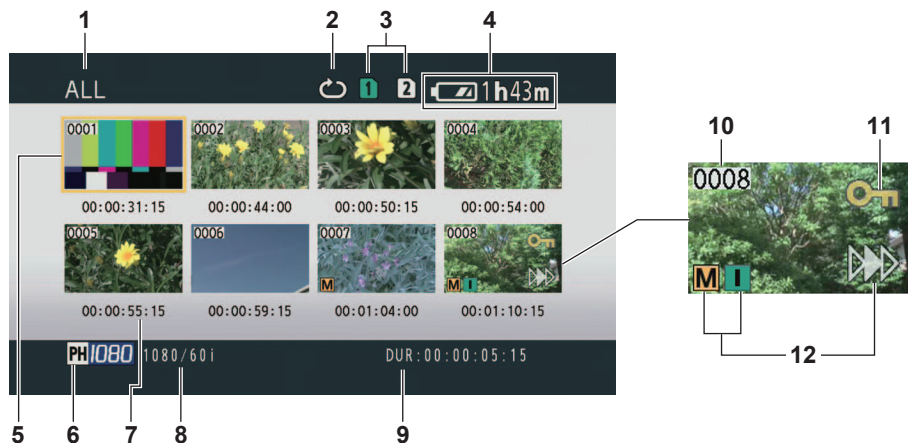 1 2 3 4
ALL 1 2 1h43m
10 11
0001 0002 0003 0004
0008
00:00:31:15 00:00:44:00 00:00:50:15 00:00:54:00
0005 0006 0007 0008
M M I
M I
00:00:55:15 00:00:59:15 00:01:04:00 00:01:10:15
12
PH 1080 1080/60i DUR:00:00:05:15
5 6 7 8 9